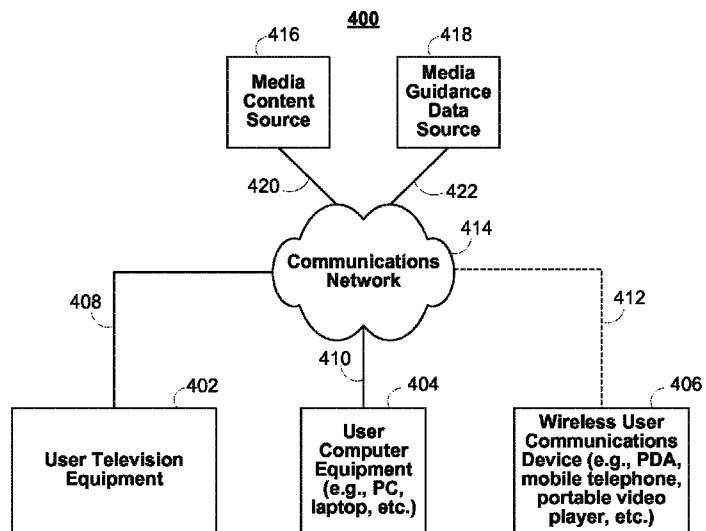 400
416
418
Media
Content
Source
Media
Guidance
Data
Source
420
422
414
Communications
Network
408
412
410
402
404
406
User Television
Equipment
User
Computer
Equipment
(e.g., PC,
laptop, etc.)
Wireless User
Communications
Device (e.g., PDA,
mobile telephone,
portable video
player, etc.)